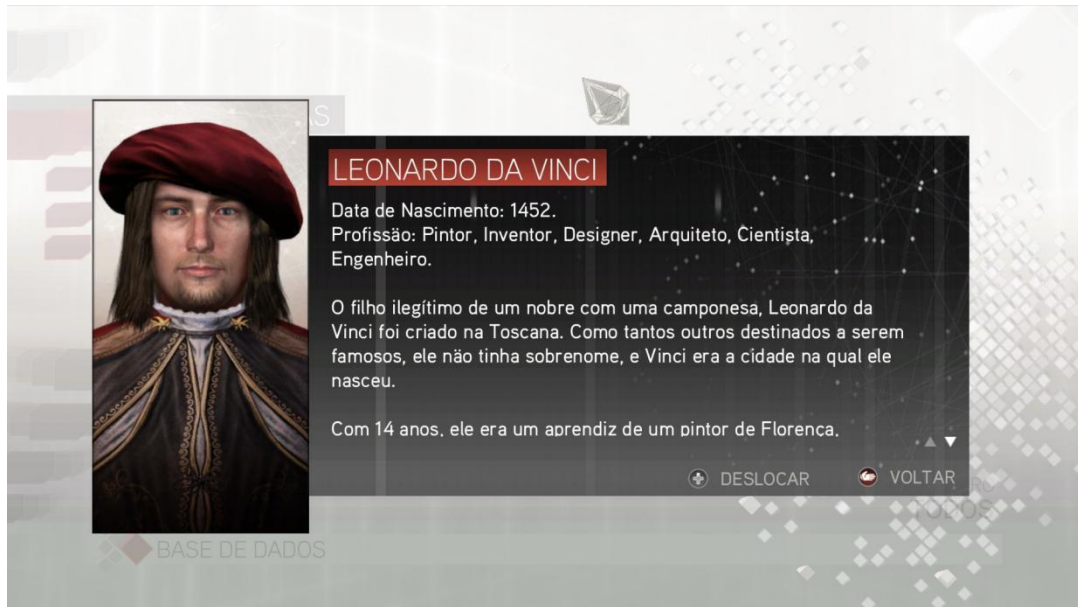 LEONARDO DA VINCI
Data de Nascimento: 1452.
Profissão: Pintor, Inventor, Designer, Arquiteto, Cientista,
Engenheiro.
O filho ilegítimo de um nobre com uma camponesa, Leonardo da
Vinci foi criado na Toscana. Como tantos outros destinados a serem
famosos, ele não tinha sobrenome, e Vinci era a cidade na qual ele
nasceu.
Com 14 anos, ele era um aprendiz de um pintor de Florença,
DESLOCAR
VOLTAR
TODOS
BASE DE DADOS